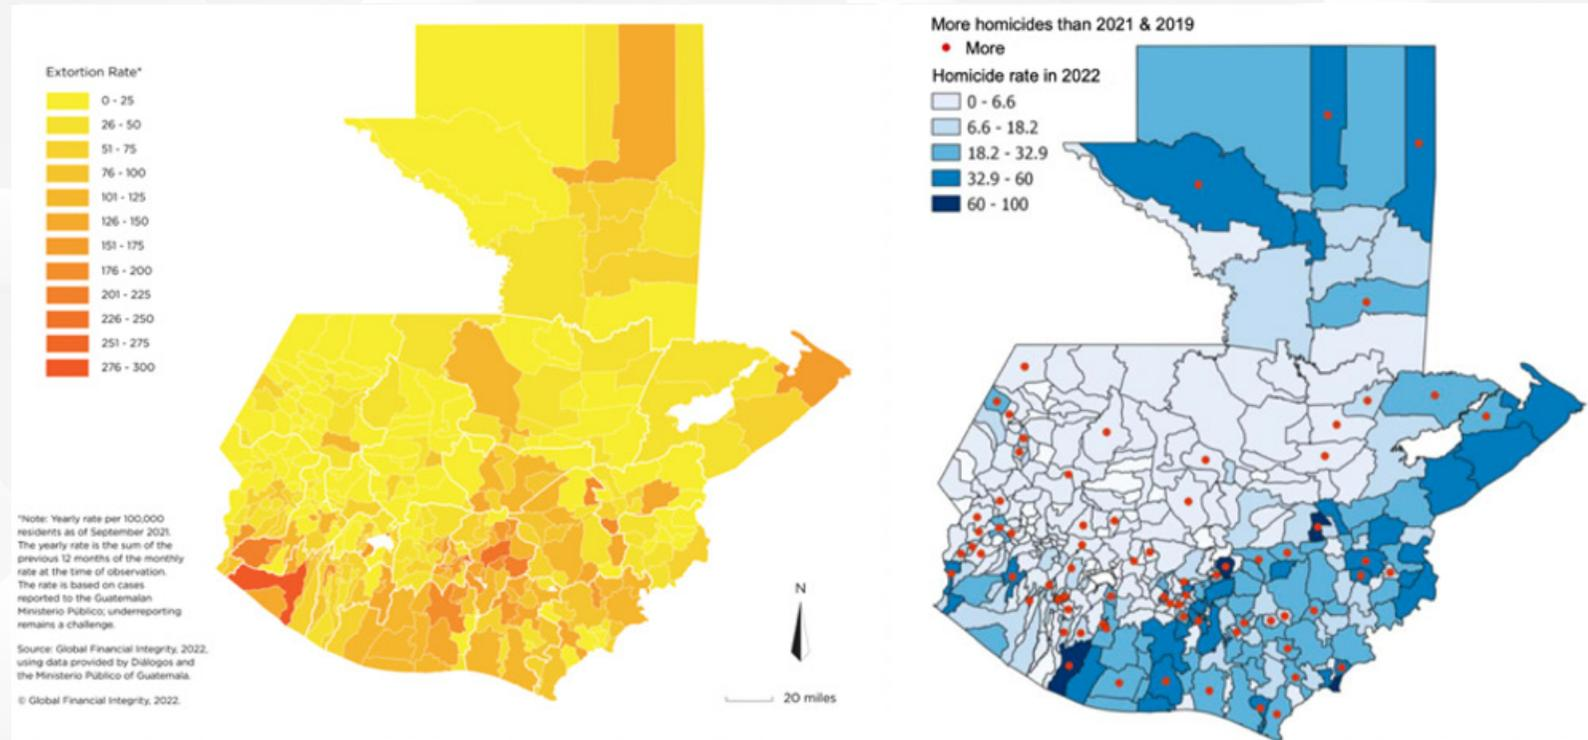 Extortion Rate*
0 - 25
26 - 50
51 - 75
76 - 100
101 - 125
126 - 150
151 - 175
176 - 200
201 - 225
226 - 250
251 - 275
276 - 300
*Note: Yearly rate per 100,000
residents as of September 2021.
The yearly rate is the sum of the
previous 12 months of the monthly
rate at the time of observation.
The rate is based on cases
reported to the Guatemalan
Ministerio Público; underreporting
remains a challenge.
Source: Global Financial Integrity, 2022,
using data provided by Diálogos and
the Ministerio Público of Guatemala.
© Global Financial Integrity, 2022.
N
20 miles
More homicides than 2021 & 2019
More
Homicide rate in 2022
0 - 6.6
6.6 - 18.2
18.2 - 32.9
32.9 - 60
60 - 100